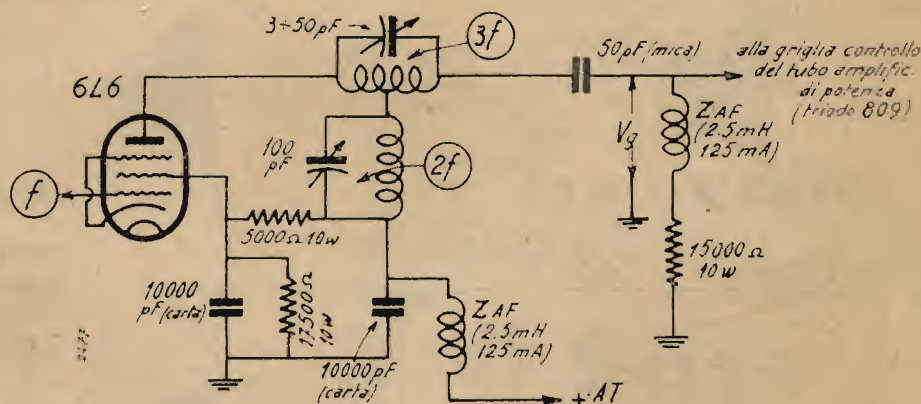 3÷50pF
3f
50pF (mica)
alla griglia controllo
del tubo amplific.
di potenza
(triodo 809)
6L6
100
pF
2f
f
Vg
ZAF
(2.5mH
125mA)
5000Ω 10w
15000Ω
10w
10000
pF (carta)
17.500Ω
10w
10000pF
(carta)
ZAF
(2.5mH
125mA)
+AT